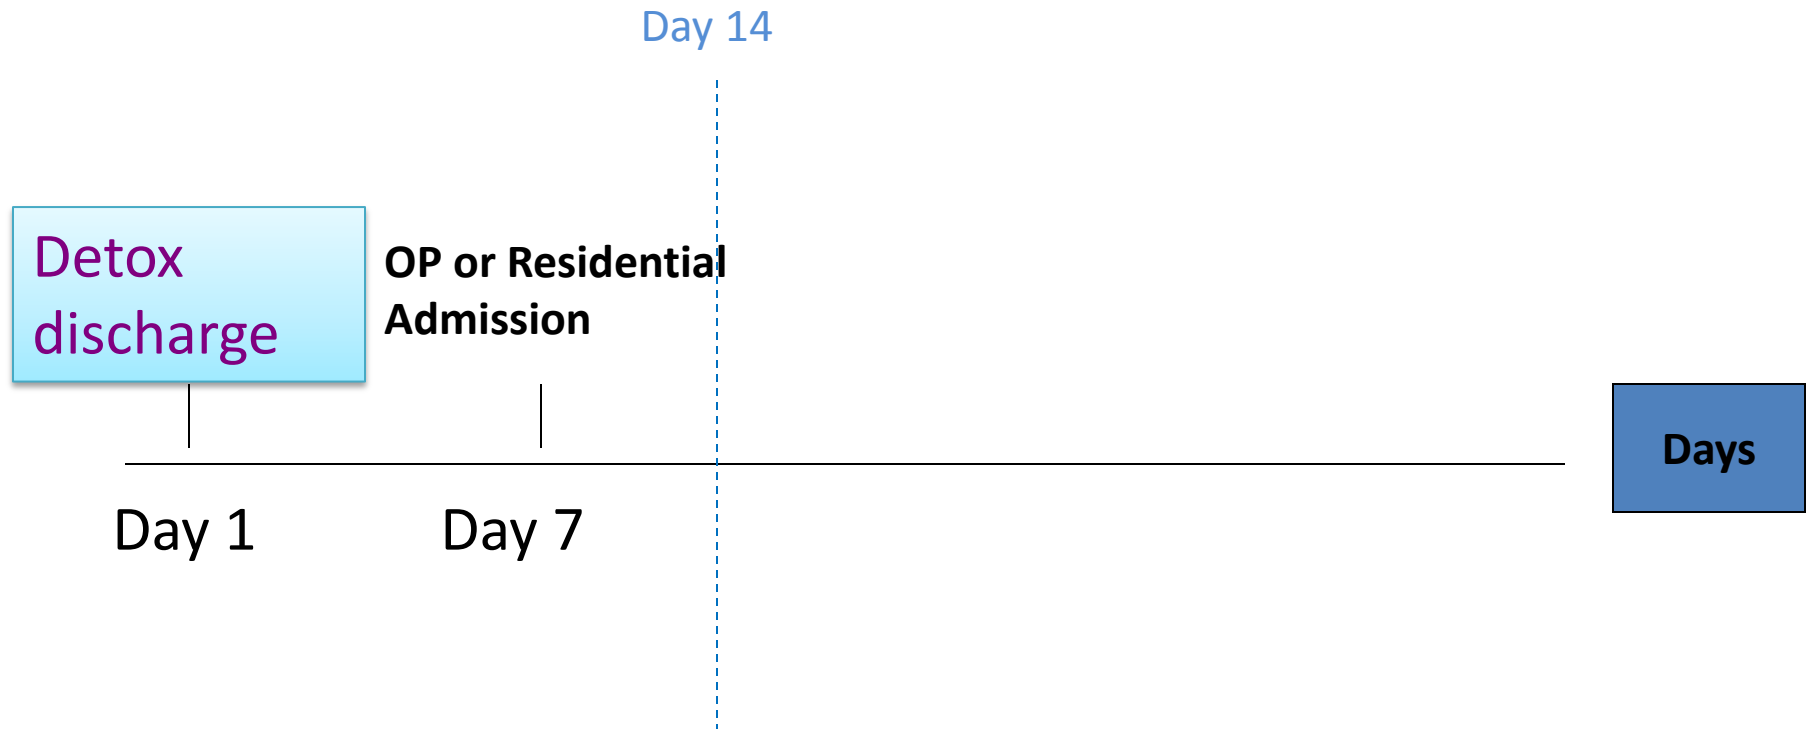 Day 14
Detox
discharge
OP or Residential
Admission
Days
Day 1
Day 7